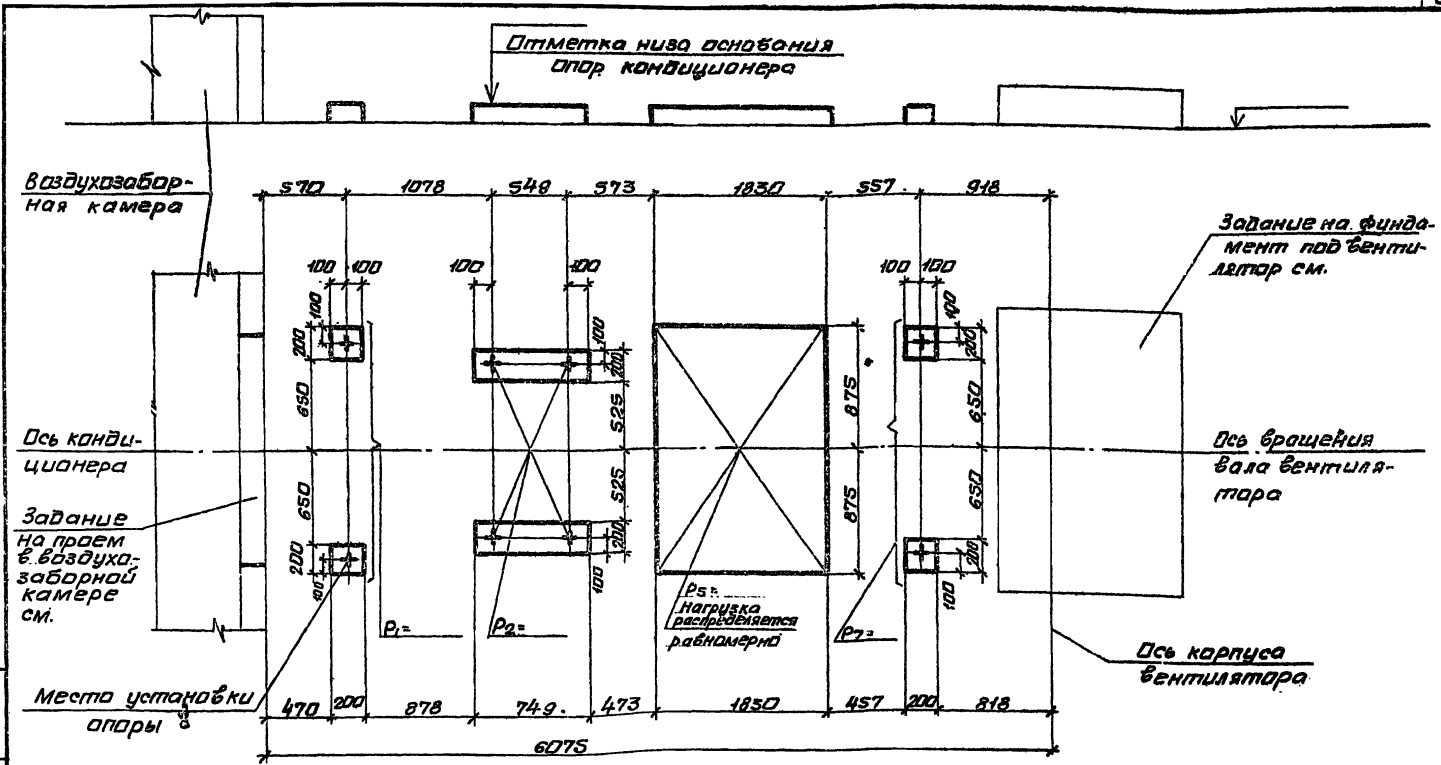 Отметка низа основания
опор кондиционера
Воздухозабор-
ная камера
570 1078 549 573 1830 557. 918
Задание на фунда-
мент под венти-
лятор см.
100 100 100 100 100 100
100 100 100
200 200 200
650 525 875 650
Ось конди-
ционера
Ось вращения
вала вентиля-
тора
650 525 875 650
Задание
на проем
в воздухо-
заборной
камере
см.
200 200 200
100 100 100
P1=
P2=
P5=
Нагрузка
распределяется
равномерно
P7=
Ось корпуса
вентилятора
Место установки
опоры
470 200 878 749. 473 1830 457 200 818
6075